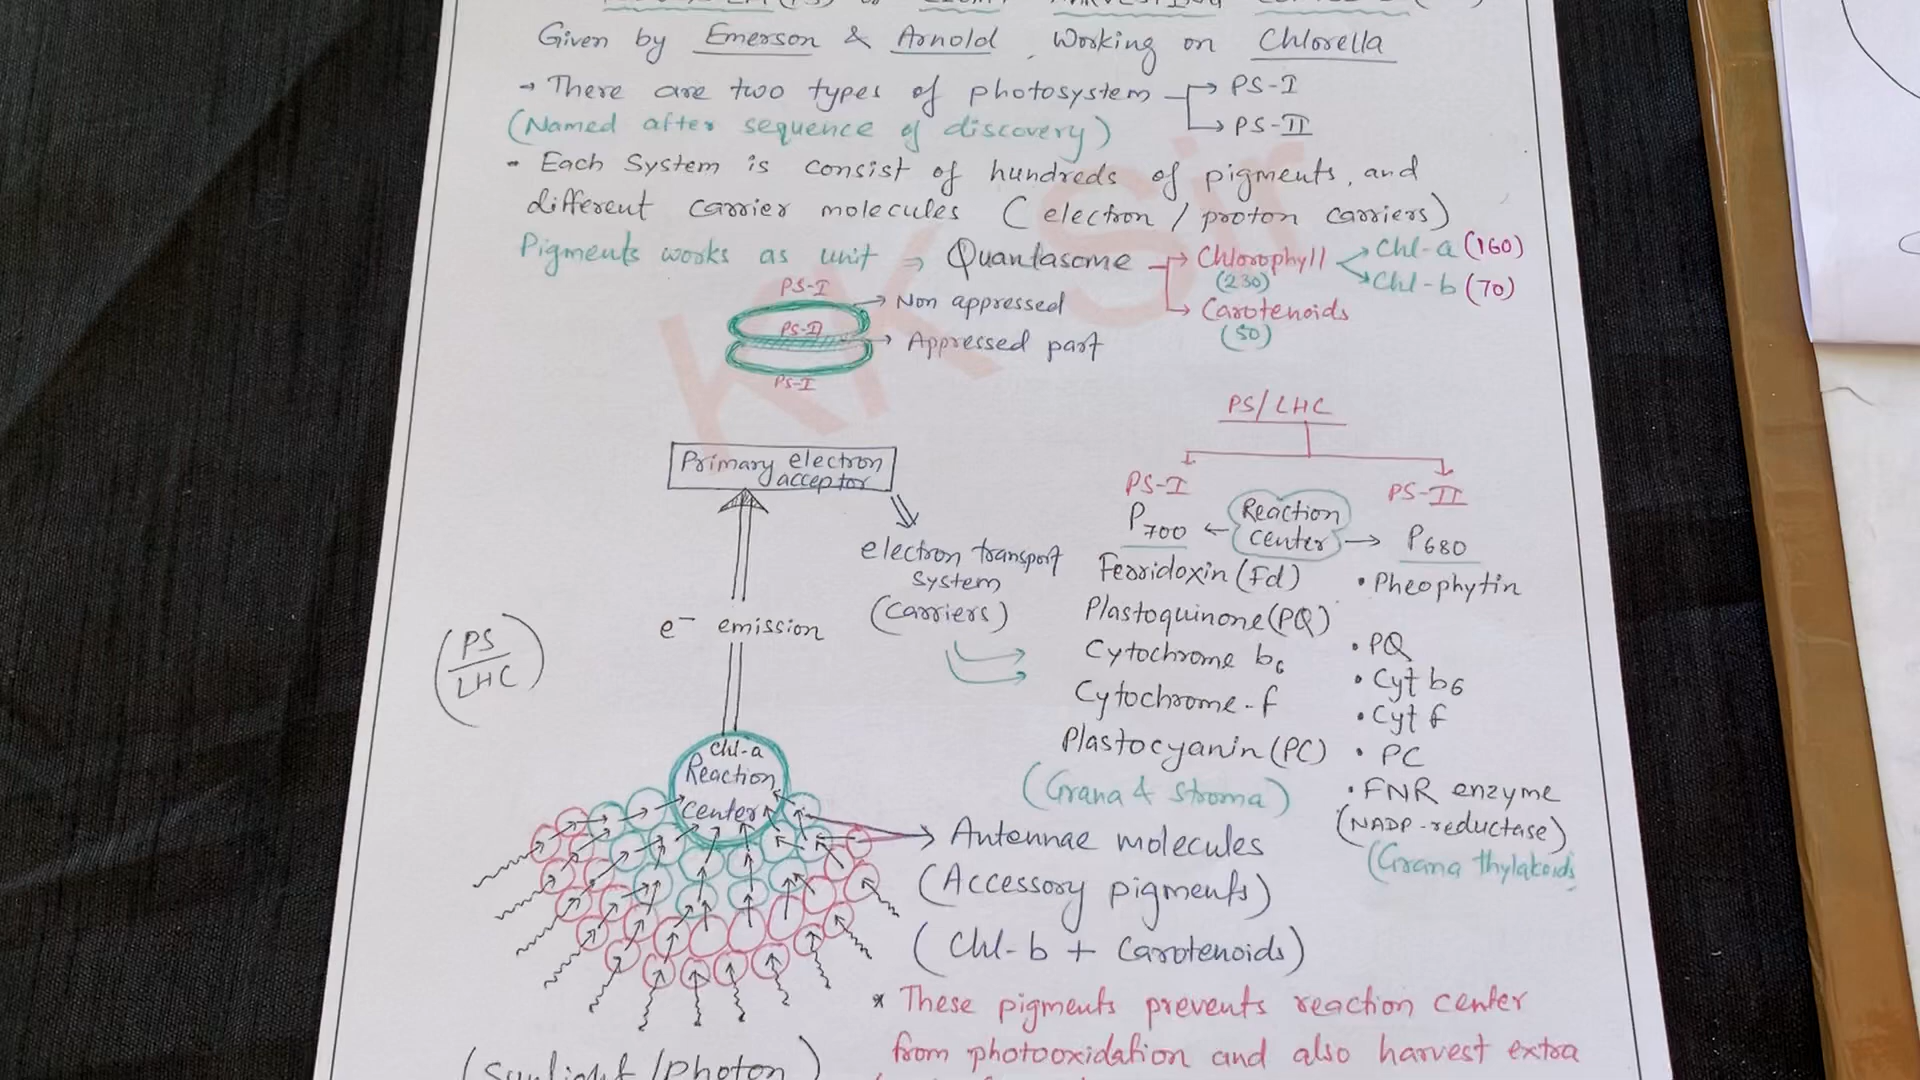 Given by Emerson & Arnold, Working on Chlorella
→ There are two types of photosystem → PS-I
→ PS-II
(Named after sequence of discovery)
- Each System is consist of hundreds of pigments, and
different carrier molecules (electron / proton carriers)
Pigments works as unit ⇒ Quantasome → Chlorophyll → Chl-a (160)
(230) → Chl-b (70)
→ Carotenoids
(50)
PS-I
→ Non appressed
PS-II
→ Appressed part
PS-I
KK Sir
PS/LHC
PS-I
PS-II
Primary electron
acceptor
P700 ← Reaction center → P680
electron transport
system
(carriers)
Ferridoxin (Fd)
Plastoquinone (PQ)
Cytochrome b6
Cytochrome-f
Plastocyanin (PC)
(Grana & Stroma)
• Pheophytin
• PQ
• Cyt b6
• Cyt f
• PC
• FNR enzyme
(NADP-reductase)
(Grana thylakoids
e⁻ emission
(PS/LHC)
Chl-a
Reaction
center
→ Antennae molecules
(Accessory pigments)
(Chl-b + Carotenoids)
* These pigments prevents reaction center
from photooxidation and also harvest extra
(Sunlight/photon)